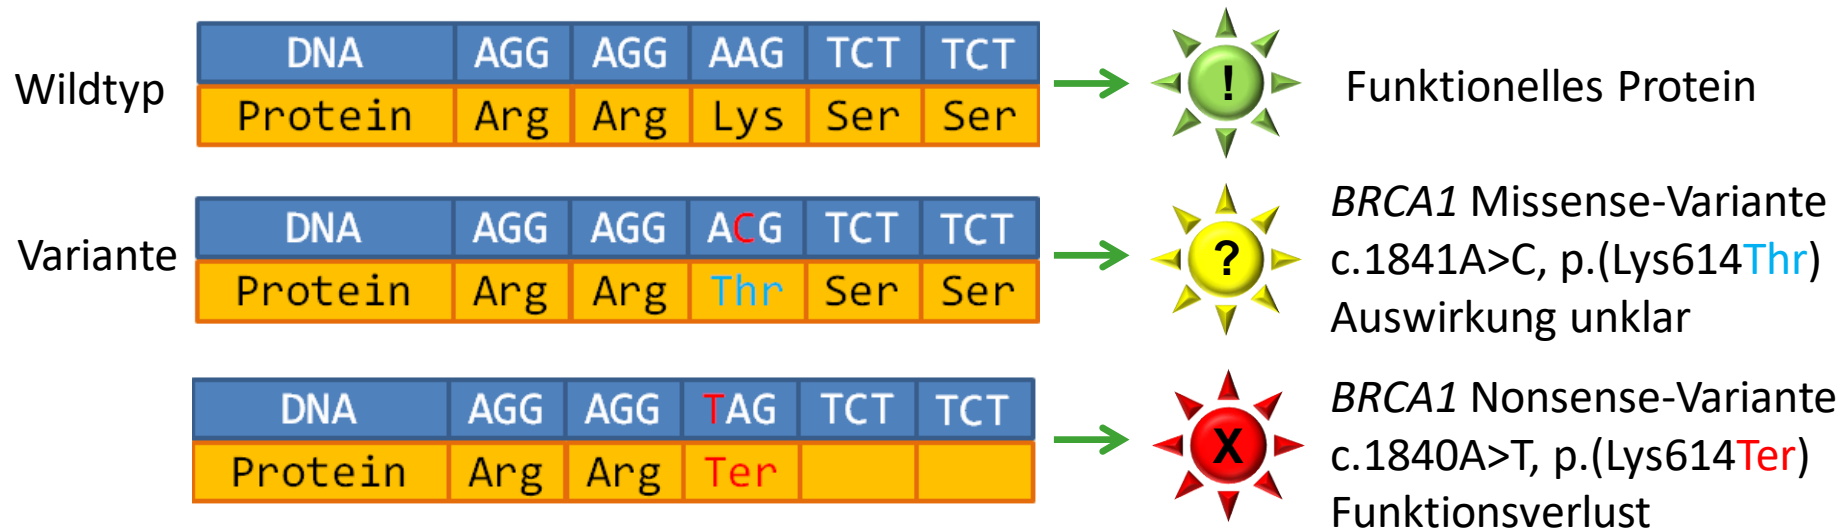 DNA AGG AGG AAG TCT TCT
Wildtyp
Protein Arg Arg Lys Ser Ser
!
Funktionelles Protein
DNA AGG AGG ACG TCT TCT
Variante
Protein Arg Arg Thr Ser Ser
?
BRCA1 Missense-Variante
c.1841A>C, p.(Lys614Thr)
Auswirkung unklar
DNA AGG AGG TAG TCT TCT
Protein Arg Arg Ter
X
BRCA1 Nonsense-Variante
c.1840A>T, p.(Lys614Ter)
Funktionsverlust